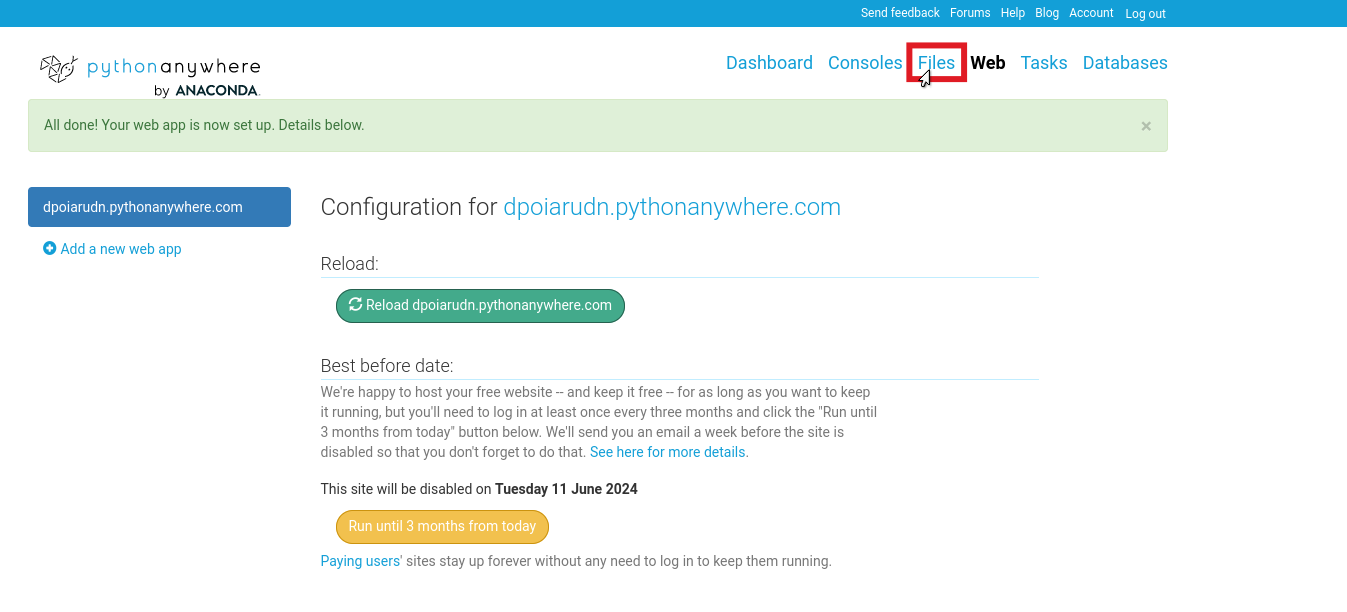 Send feedback Forums Help Blog Account Log out
pythonanywhere
by ANACONDA.
Dashboard Consoles Files Web Tasks Databases
All done! Your web app is now set up. Details below. ×
dpoiarudn.pythonanywhere.com
Add a new web app
Configuration for dpoiarudn.pythonanywhere.com
Reload:
Reload dpoiarudn.pythonanywhere.com
Best before date:
We're happy to host your free website -- and keep it free -- for as long as you want to keep
it running, but you'll need to log in at least once every three months and click the "Run until
3 months from today" button below. We'll send you an email a week before the site is
disabled so that you don't forget to do that. See here for more details.
This site will be disabled on Tuesday 11 June 2024
Run until 3 months from today
Paying users' sites stay up forever without any need to log in to keep them running.